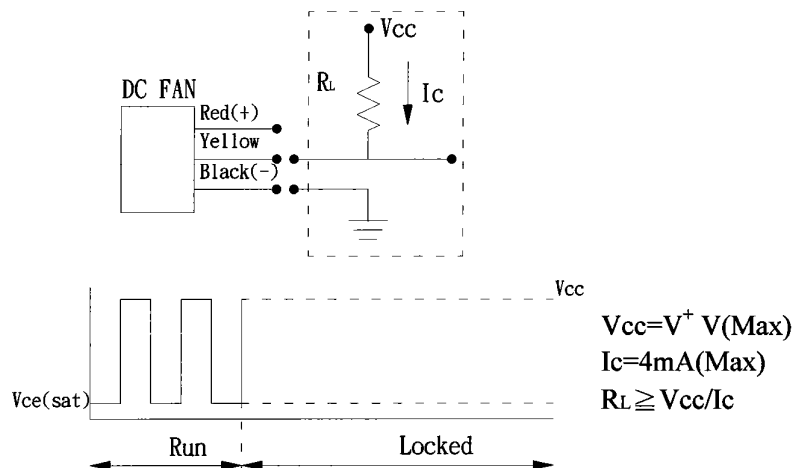 Vcc
RL
Ic
DC FAN
Red(+)
Yellow
Black(-)
Vcc
Vce(sat)
Run
Locked
Vcc=V⁺ V(Max)
Ic=4mA(Max)
RL≧Vcc/Ic